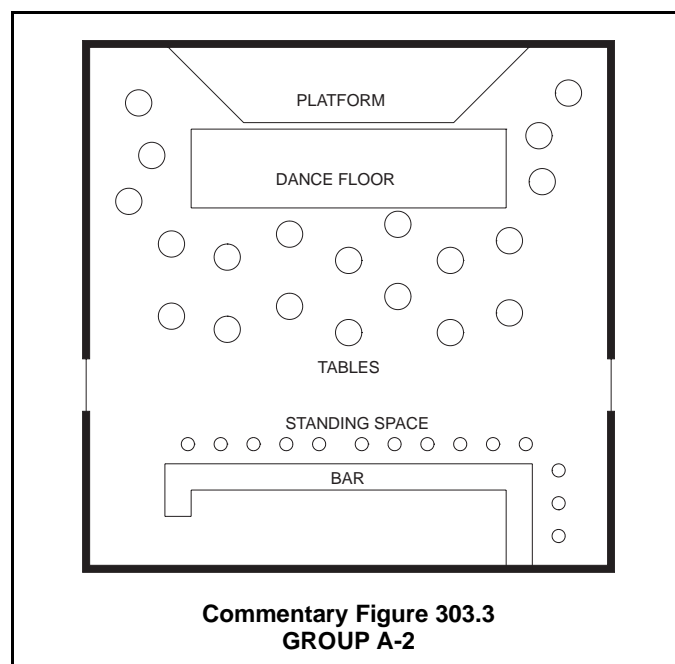 PLATFORM
DANCE FLOOR
TABLES
STANDING SPACE
BAR
Commentary Figure 303.3
GROUP A-2